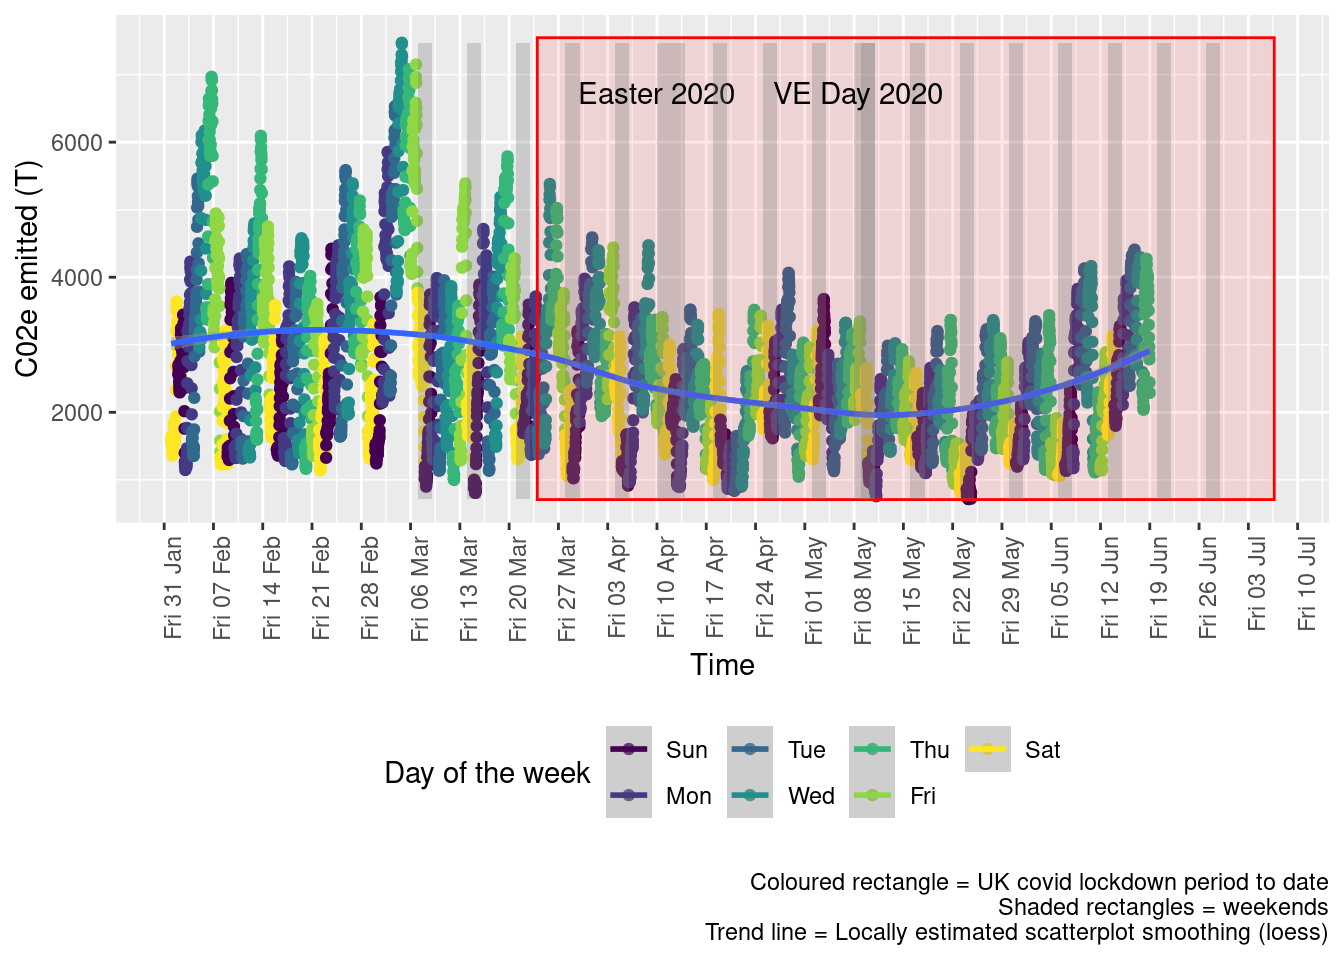 Easter 2020 VE Day 2020
C02e emitted (T)
6000
4000
2000
Fri 31 Jan
Fri 07 Feb
Fri 14 Feb
Fri 21 Feb
Fri 28 Feb
Fri 06 Mar
Fri 13 Mar
Fri 20 Mar
Fri 27 Mar
Fri 03 Apr
Fri 10 Apr
Fri 17 Apr
Fri 24 Apr
Fri 01 May
Fri 08 May
Fri 15 May
Fri 22 May
Fri 29 May
Fri 05 Jun
Fri 12 Jun
Fri 19 Jun
Fri 26 Jun
Fri 03 Jul
Fri 10 Jul
Time
Day of the week
Sun Tue Thu Sat
Mon Wed Fri
Coloured rectangle = UK covid lockdown period to date
Shaded rectangles = weekends
Trend line = Locally estimated scatterplot smoothing (loess)